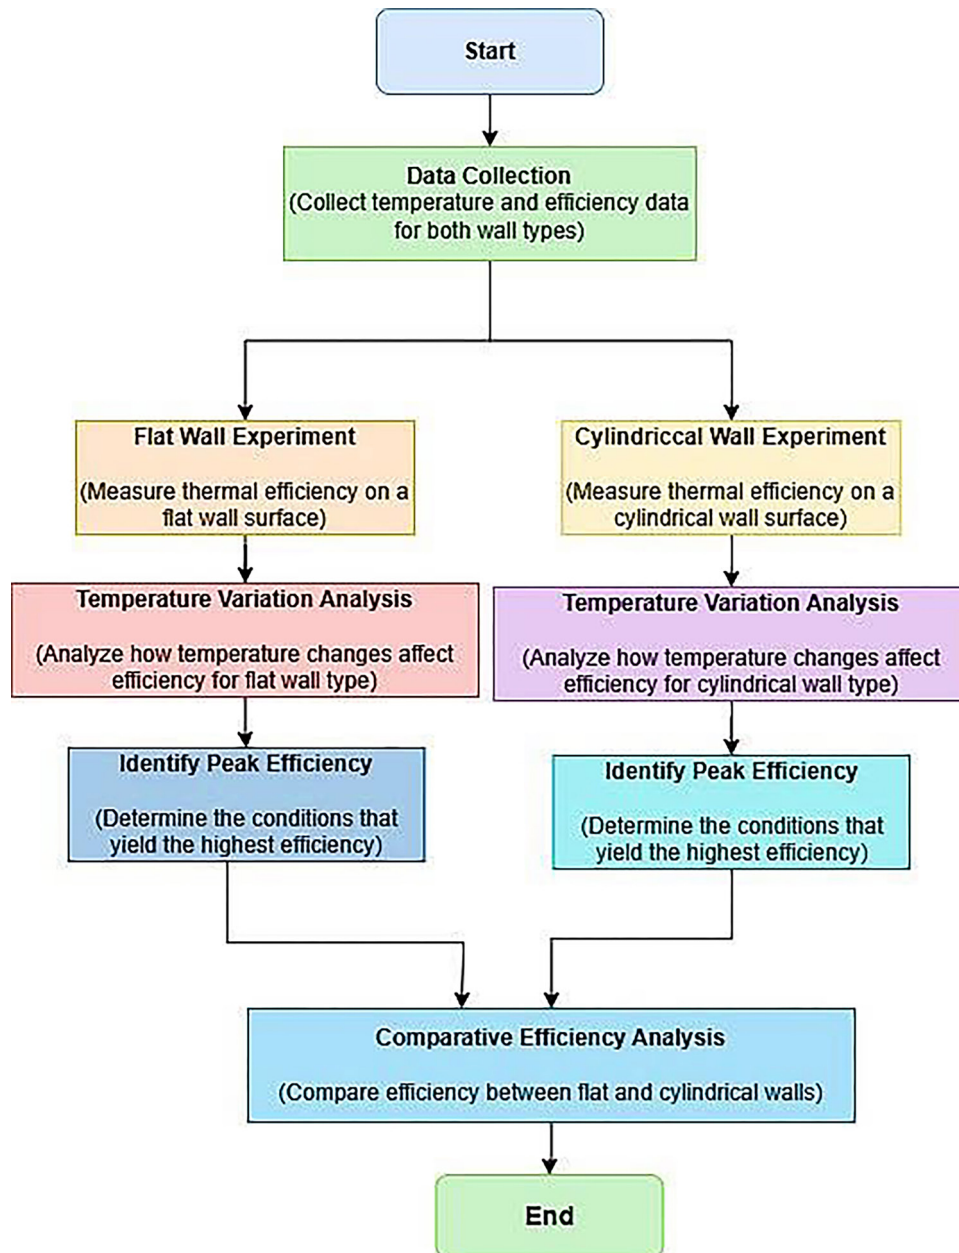 Start
Data Collection
(Collect temperature and efficiency data
for both wall types)
Flat Wall Experiment
(Measure thermal efficiency on a
flat wall surface)
Cylindriccal Wall Experiment
(Measure thermal efficiency on a
cylindrical wall surface)
Temperature Variation Analysis
(Analyze how temperature changes affect
efficiency for flat wall type)
Temperature Variation Analysis
(Analyze how temperature changes affect
efficiency for cylindrical wall type)
Identify Peak Efficiency
(Determine the conditions that
yield the highest efficiency)
Identify Peak Efficiency
(Determine the conditions that
yield the highest efficiency)
Comparative Efficiency Analysis
(Compare efficiency between flat and cylindrical walls)
End